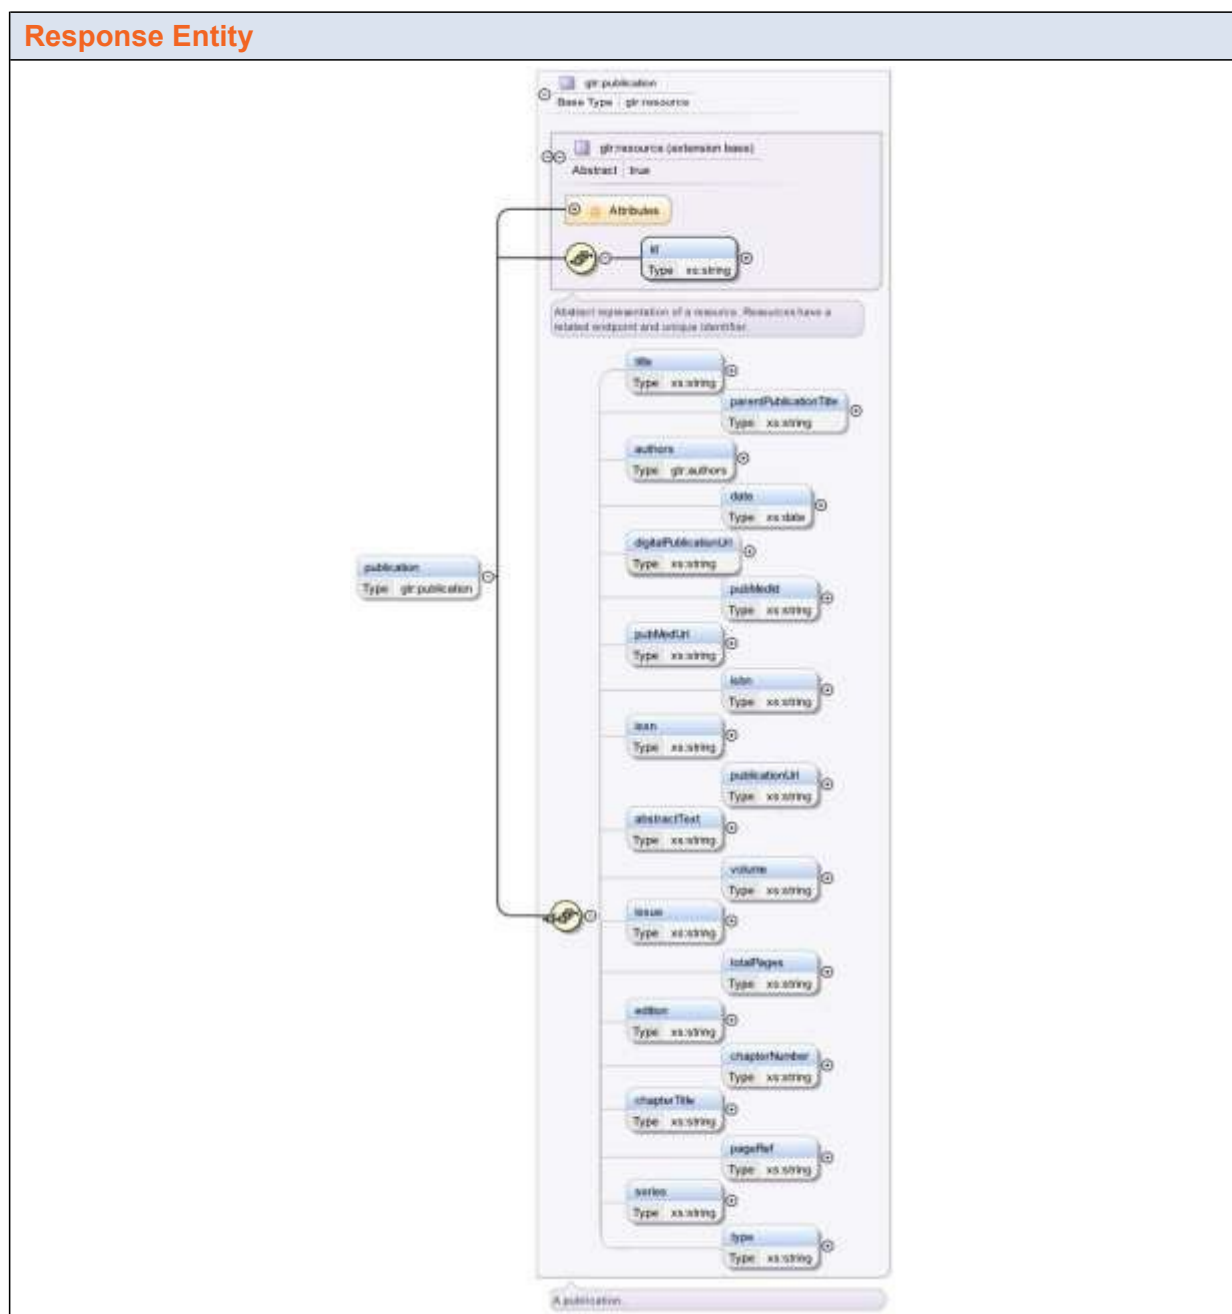 Response Entity
gtr:publication
Base Type gtr:resource
gtr:resource (extension base)
Abstract true
Attributes
id
Type xs:string
Abstract representation of a resource. Resources have a
related endpoint and unique identifier.
title
Type xs:string
parentPublicationTitle
Type xs:string
authors
Type gtr:authors
date
Type xs:date
digitalPublicationUrl
Type xs:string
publication
Type gtr:publication
pubMedId
Type xs:string
pubMedUrl
Type xs:string
isbn
Type xs:string
issn
Type xs:string
publicationUrl
Type xs:string
abstractText
Type xs:string
volume
Type xs:string
issue
Type xs:string
totalPages
Type xs:string
edition
Type xs:string
chapterNumber
Type xs:string
chapterTitle
Type xs:string
pageRef
Type xs:string
series
Type xs:string
type
Type xs:string
A publication.